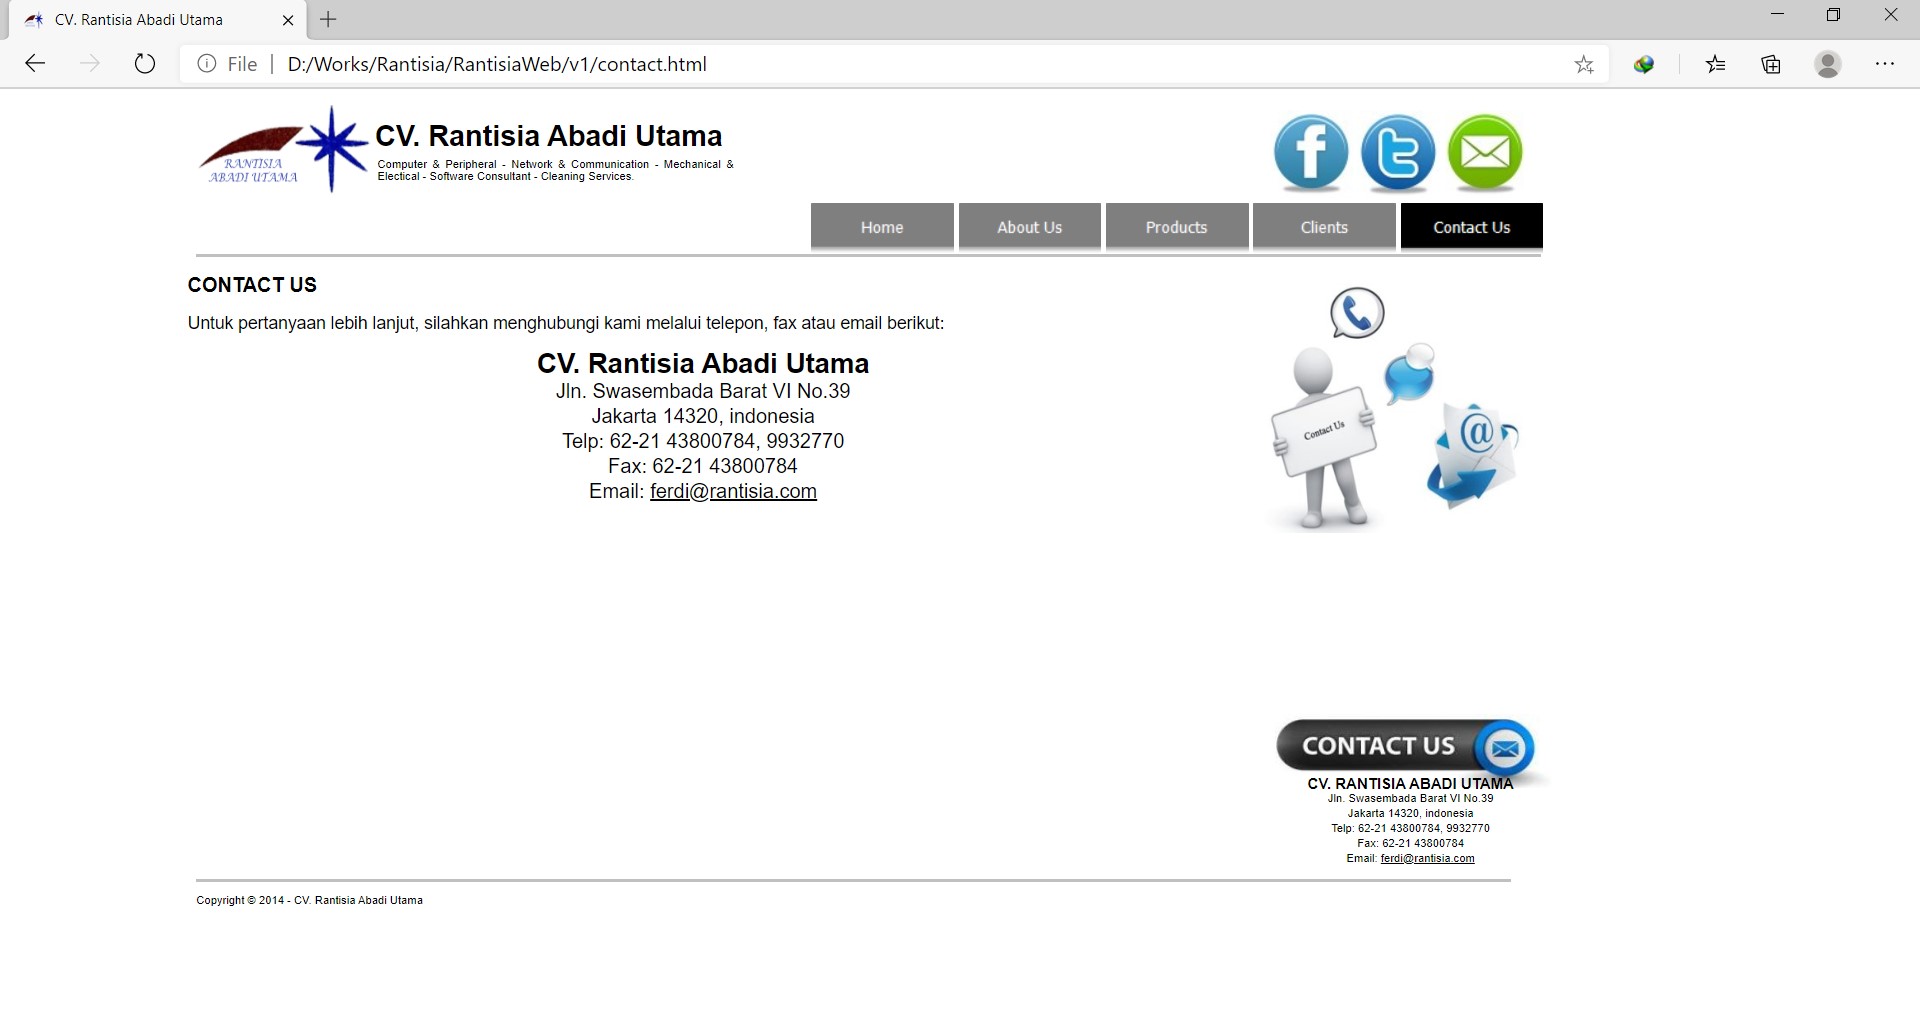 CV. Rantisia Abadi Utama
File | D:/Works/Rantisia/RantisiaWeb/v1/contact.html
RANTISIA
ABADI UTAMA
CV. Rantisia Abadi Utama
Computer & Peripheral - Network & Communication - Mechanical &
Electical - Software Consultant - Cleaning Services.
Home
About Us
Products
Clients
Contact Us
CONTACT US
Untuk pertanyaan lebih lanjut, silahkan menghubungi kami melalui telepon, fax atau email berikut:
CV. Rantisia Abadi Utama
Jln. Swasembada Barat VI No.39
Jakarta 14320, indonesia
Telp: 62-21 43800784, 9932770
Fax: 62-21 43800784
Email: ferdi@rantisia.com
Contact Us
@
CONTACT US
CV. RANTISIA ABADI UTAMA
Jln. Swasembada Barat VI No.39
Jakarta 14320, indonesia
Telp: 62-21 43800784, 9932770
Fax: 62-21 43800784
Email: ferdi@rantisia.com
Copyright © 2014 - CV. Rantisia Abadi Utama